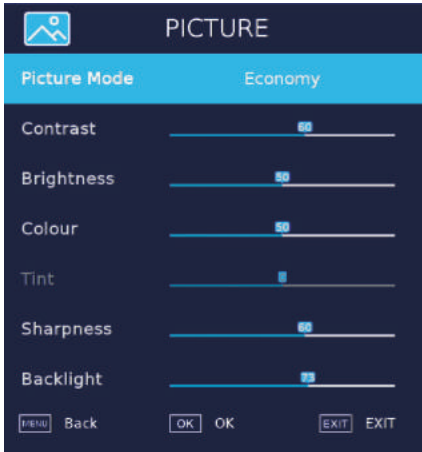 PICTURE
Picture Mode Economy
Contrast 60
Brightness 50
Colour 50
Tint
Sharpness 60
Backlight 73
MENU Back OK OK EXIT EXIT